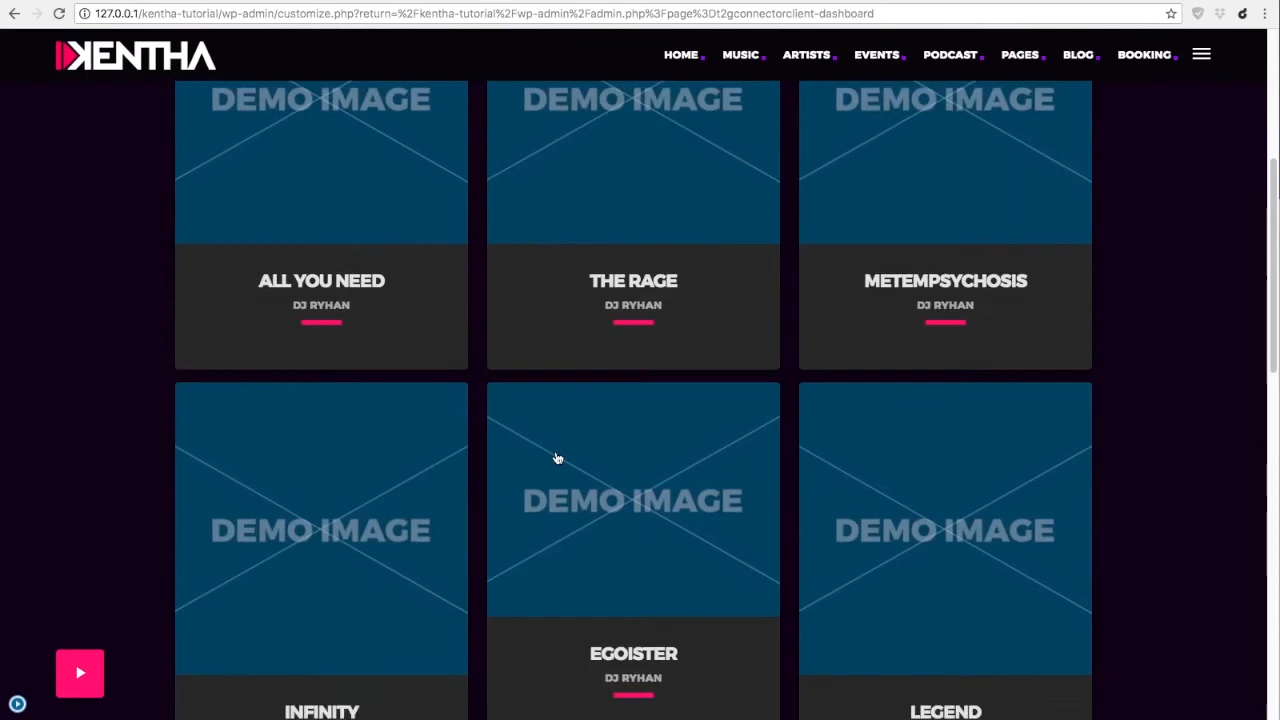 127.0.0.1/kentha-tutorial/wp-admin/customize.php?return=%2Fkentha-tutorial%2Fwp-admin%2Fadmin.php%3Fpage%3Dt2gconnectorclient-dashboard
KENTHA
HOME MUSIC ARTISTS EVENTS PODCAST PAGES BLOG BOOKING
DEMO IMAGE DEMO IMAGE DEMO IMAGE
ALL YOU NEED THE RAGE METEMPSYCHOSIS
DJ RYHAN DJ RYHAN DJ RYHAN
DEMO IMAGE DEMO IMAGE DEMO IMAGE
EGOISTER
DJ RYHAN
INFINITY LEGEND